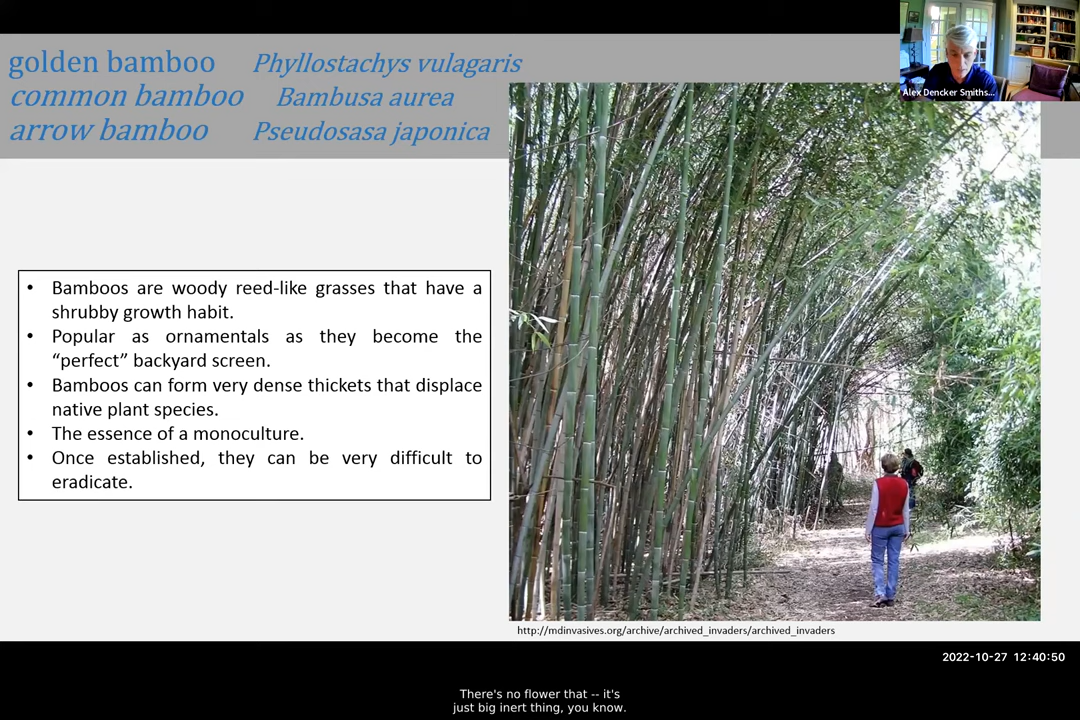 golden bamboo Phyllostachys vulagaris
common bamboo Bambusa aurea
arrow bamboo Pseudosasa japonica
Alex Dencker Smiths...
• Bamboos are woody reed-like grasses that have a
shrubby growth habit.
• Popular as ornamentals as they become the
“perfect” backyard screen.
• Bamboos can form very dense thickets that displace
native plant species.
• The essence of a monoculture.
• Once established, they can be very difficult to
eradicate.
http://mdinvasives.org/archive/archived_invaders/archived_invaders
2022-10-27 12:40:50
There's no flower that -- it's
just big inert thing, you know.